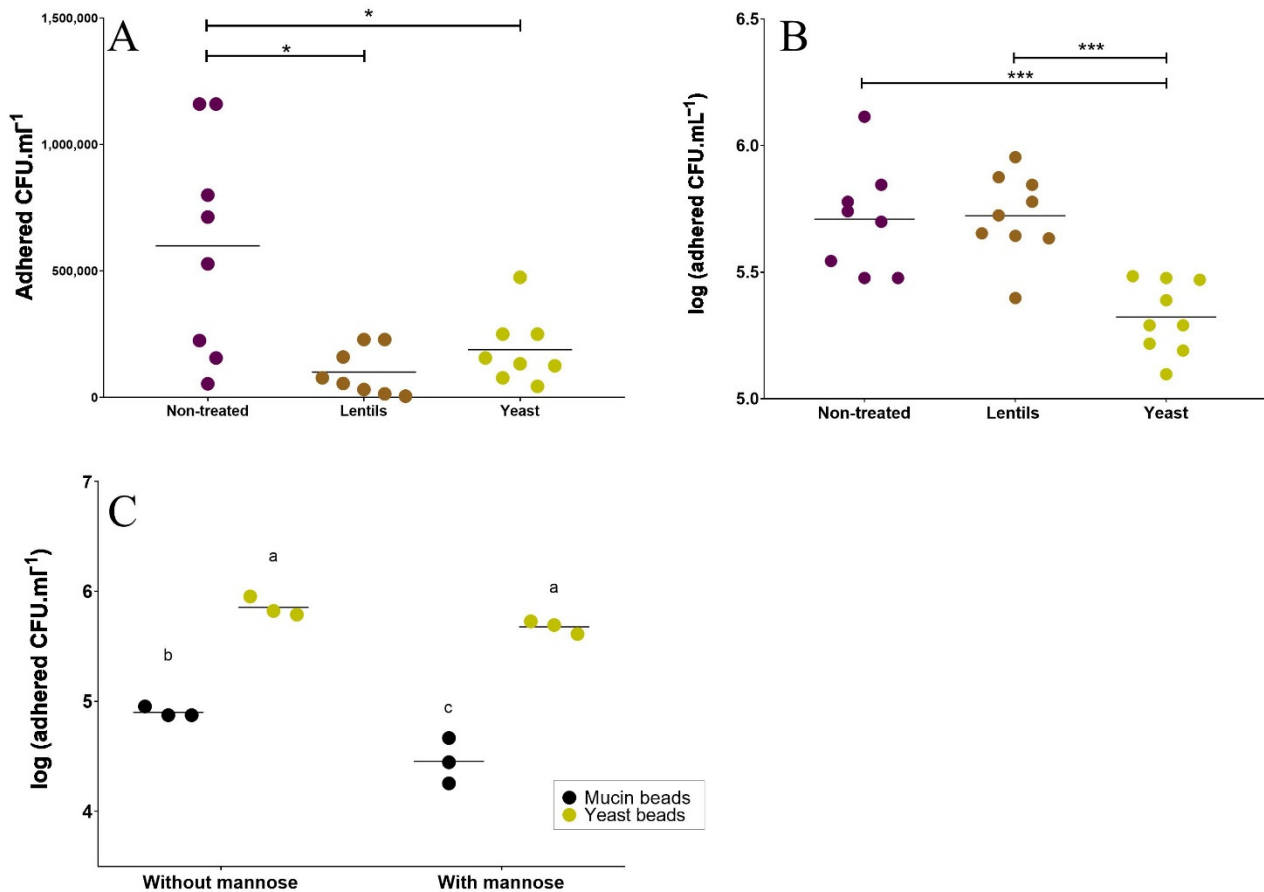 A
Adhered CFU.ml⁻¹
1,500,000
1,000,000
500,000
0
*
*
Non-treated Lentils Yeast
B
log (adhered CFU.mL⁻¹)
6.5
6.0
5.5
5.0
***
***
Non-treated Lentils Yeast
C
log (adhered CFU.ml⁻¹)
7
6
5
4
a
b
a
c
Mucin beads
Yeast beads
Without mannose With mannose